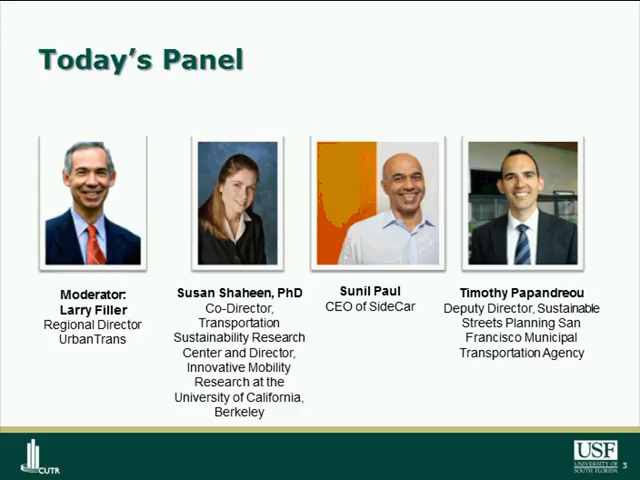 Today's Panel
Moderator:
Larry Filler
Regional Director
UrbanTrans
Susan Shaheen, PhD
Co-Director,
Transportation
Sustainability Research
Center and Director,
Innovative Mobility
Research at the
University of California,
Berkeley
Sunil Paul
CEO of SideCar
Timothy Papandreou
Deputy Director, Sustainable
Streets Planning San
Francisco Municipal
Transportation Agency
CUTR
USF
UNIVERSITY OF
SOUTH FLORIDA
3